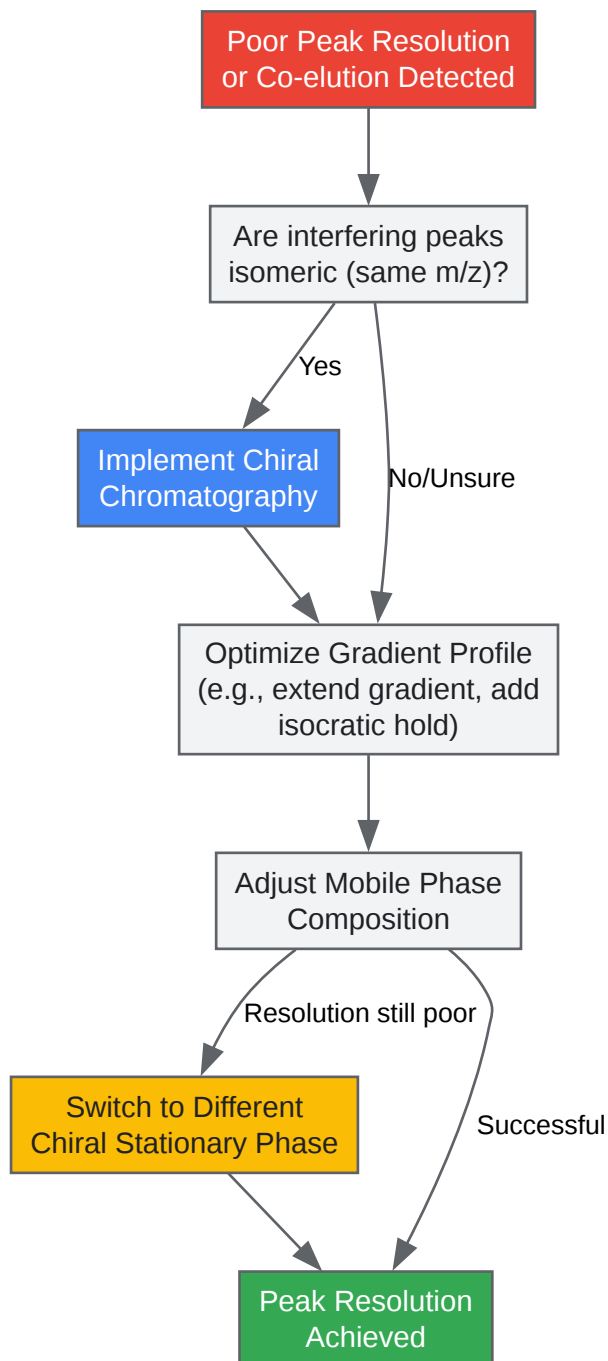 Poor Peak Resolution
or Co-elution Detected
Are interfering peaks
isomeric (same m/z)?
Yes
Implement Chiral
Chromatography
No/Unsure
Optimize Gradient Profile
(e.g., extend gradient, add
isocratic hold)
Adjust Mobile Phase
Composition
Resolution still poor
Switch to Different
Chiral Stationary Phase
Successful
Peak Resolution
Achieved